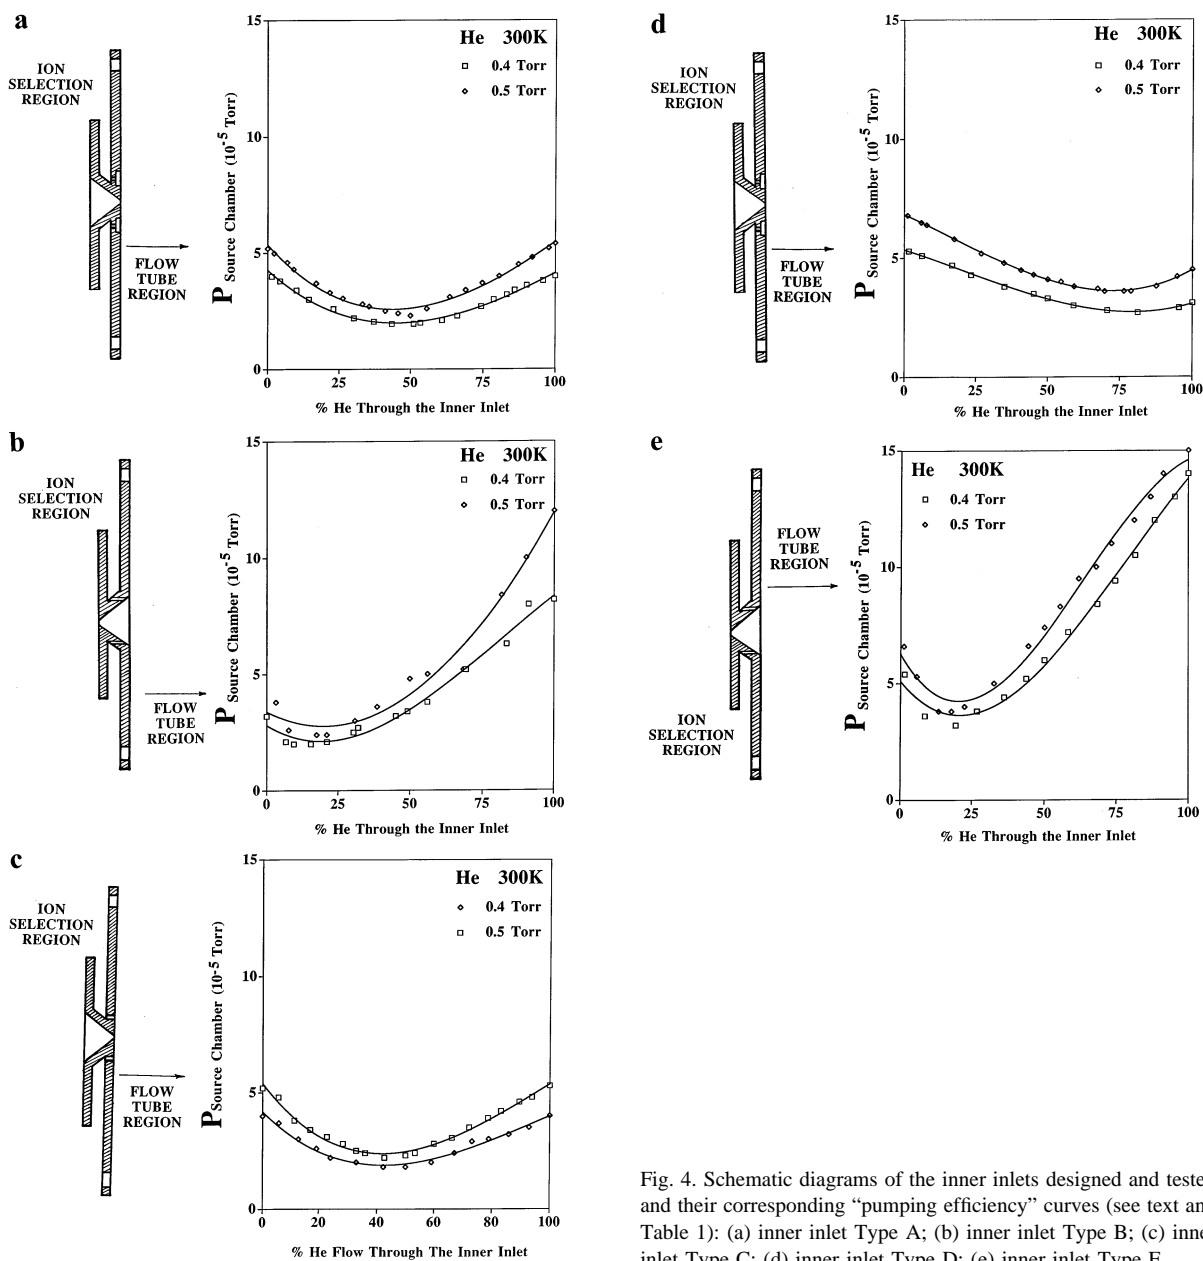 a
ION
SELECTION
REGION
FLOW
TUBE
REGION
P Source Chamber (10-5 Torr)
15
10
5
0
He 300K
0.4 Torr
0.5 Torr
0 25 50 75 100
% He Through the Inner Inlet
b
ION
SELECTION
REGION
FLOW
TUBE
REGION
P Source Chamber (10-5 Torr)
15
10
5
0
He 300K
0.4 Torr
0.5 Torr
0 25 50 75 100
% He Through the Inner Inlet
c
ION
SELECTION
REGION
FLOW
TUBE
REGION
P Source Chamber (10-5 Torr)
15
10
5
0
He 300K
0.4 Torr
0.5 Torr
0 20 40 60 80 100
% He Flow Through The Inner Inlet
d
ION
SELECTION
REGION
FLOW
TUBE
REGION
P Source Chamber (10-5 Torr)
15
10
5
0
He 300K
0.4 Torr
0.5 Torr
0 25 50 75 100
% He Through the Inner Inlet
e
FLOW
TUBE
REGION
ION
SELECTION
REGION
P Source Chamber (10-5 Torr)
15
10
5
0
He 300K
0.4 Torr
0.5 Torr
0 25 50 75 100
% He Through the Inner Inlet
Fig. 4. Schematic diagrams of the inner inlets designed and teste
and their corresponding “pumping efficiency” curves (see text an
Table 1): (a) inner inlet Type A; (b) inner inlet Type B; (c) inne
inlet Type C; (d) inner inlet Type D; (e) inner inlet Type E.